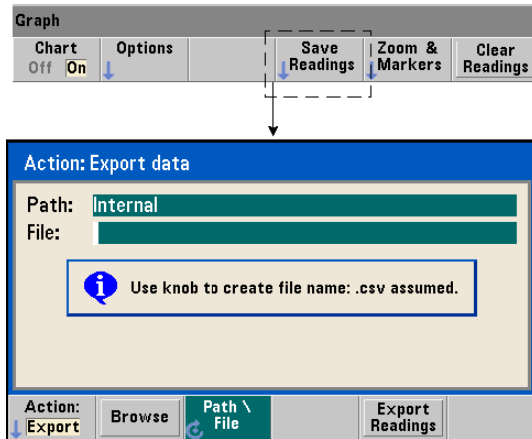 Graph
Chart
Off On
Options
Save
Readings
Zoom &
Markers
Clear
Readings
Action: Export data
Path: Internal
File:
i Use knob to create file name: .csv assumed.
Action:
Export
Browse
Path \
File
Export
Readings